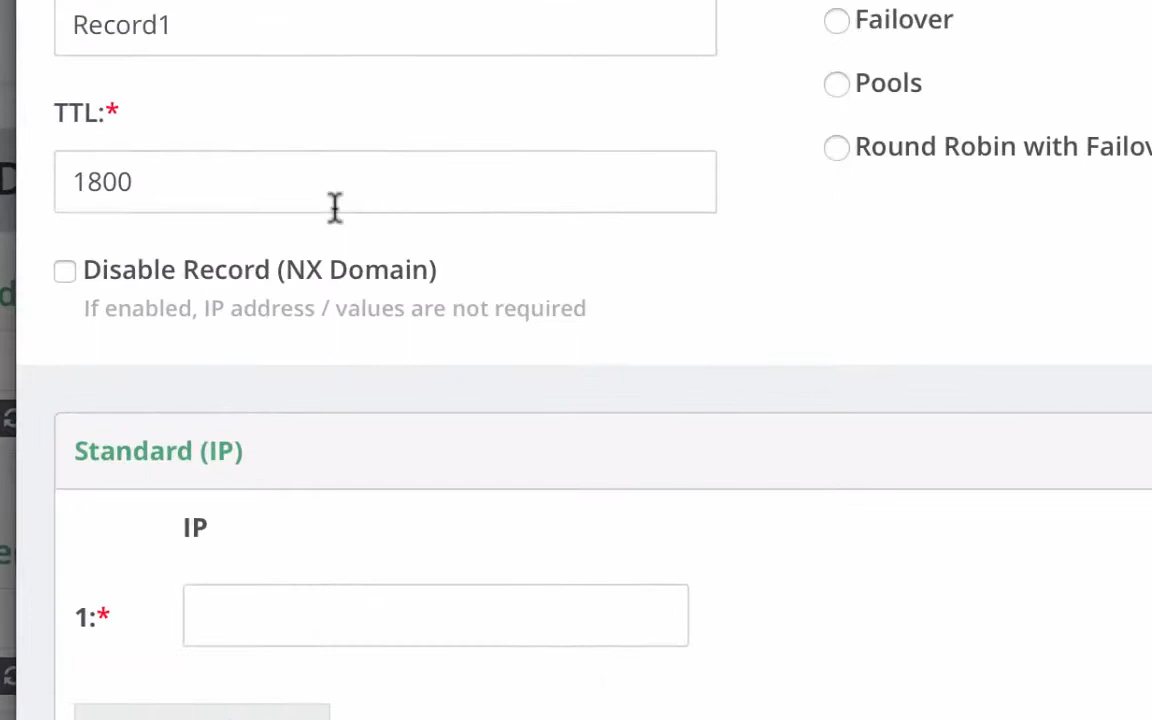 Record1
Failover
Pools
TTL:*
Round Robin with Failov
1800
Disable Record (NX Domain)
If enabled, IP address / values are not required
Standard (IP)
IP
1:*